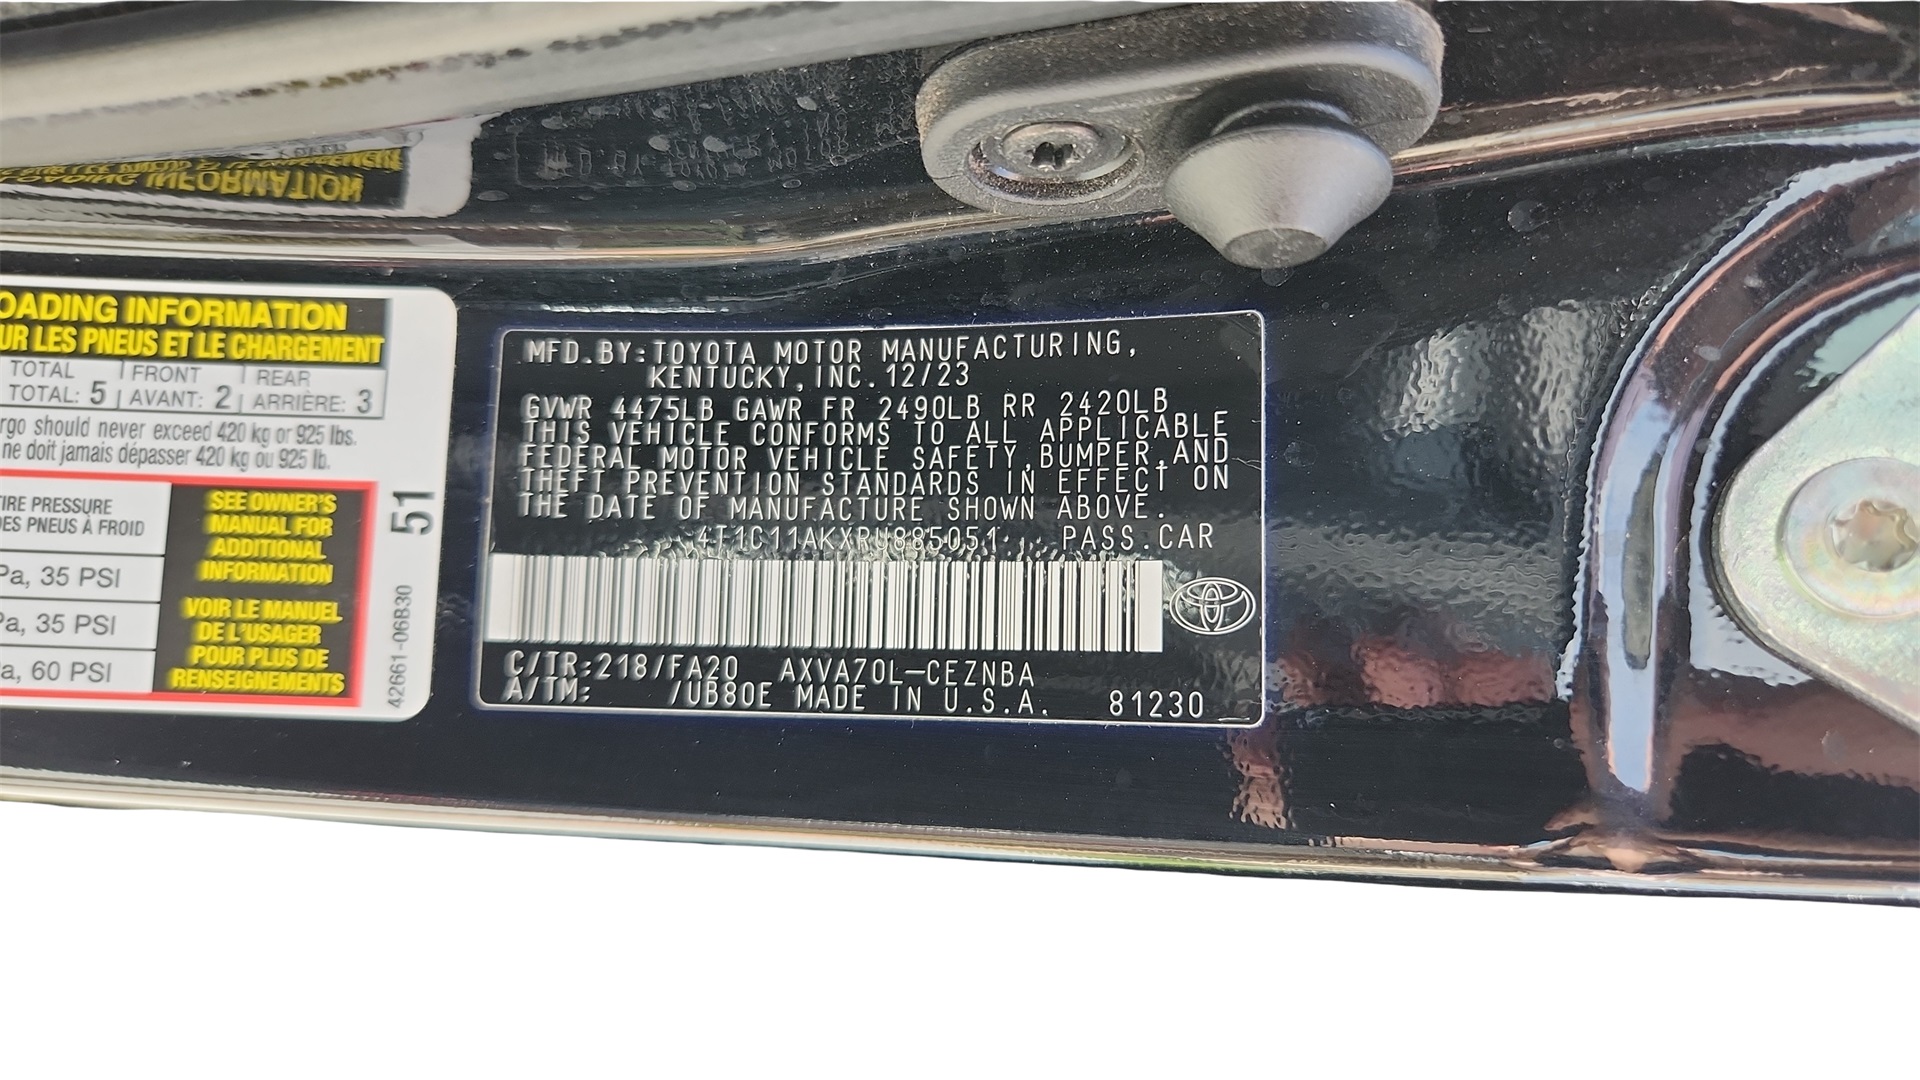 OADING INFORMATION
UR LES PNEUS ET LE CHARGEMENT
TOTAL FRONT REAR
TOTAL: 5 AVANT: 2 ARRIÈRE: 3
rgo should never exceed 420 kg or 925 lbs.
ne doit jamais dépasser 420 kg ou 925 lb.
IRE PRESSURE
DES PNEUS À FROID
Pa, 35 PSI
Pa, 35 PSI
a, 60 PSI
SEE OWNER'S
MANUAL FOR
ADDITIONAL
INFORMATION
VOIR LE MANUEL
DE L'USAGER
POUR PLUS DE
RENSEIGNEMENTS
51
42661-06B30
MFD.BY:TOYOTA MOTOR MANUFACTURING,
KENTUCKY,INC.12/23
GVWR 4475LB GAWR FR 2490LB RR 2420LB
THIS VEHICLE CONFORMS TO ALL APPLICABLE
FEDERAL MOTOR VEHICLE SAFETY,BUMPER,AND
THEFT PREVENTION STANDARDS IN EFFECT ON
THE DATE OF MANUFACTURE SHOWN ABOVE.
4T1C11AKXRU885051 PASS.CAR
C/TR:218/FA20 AXVA70L-CEZNBA
A/TM: /UB80E MADE IN U.S.A. 81230